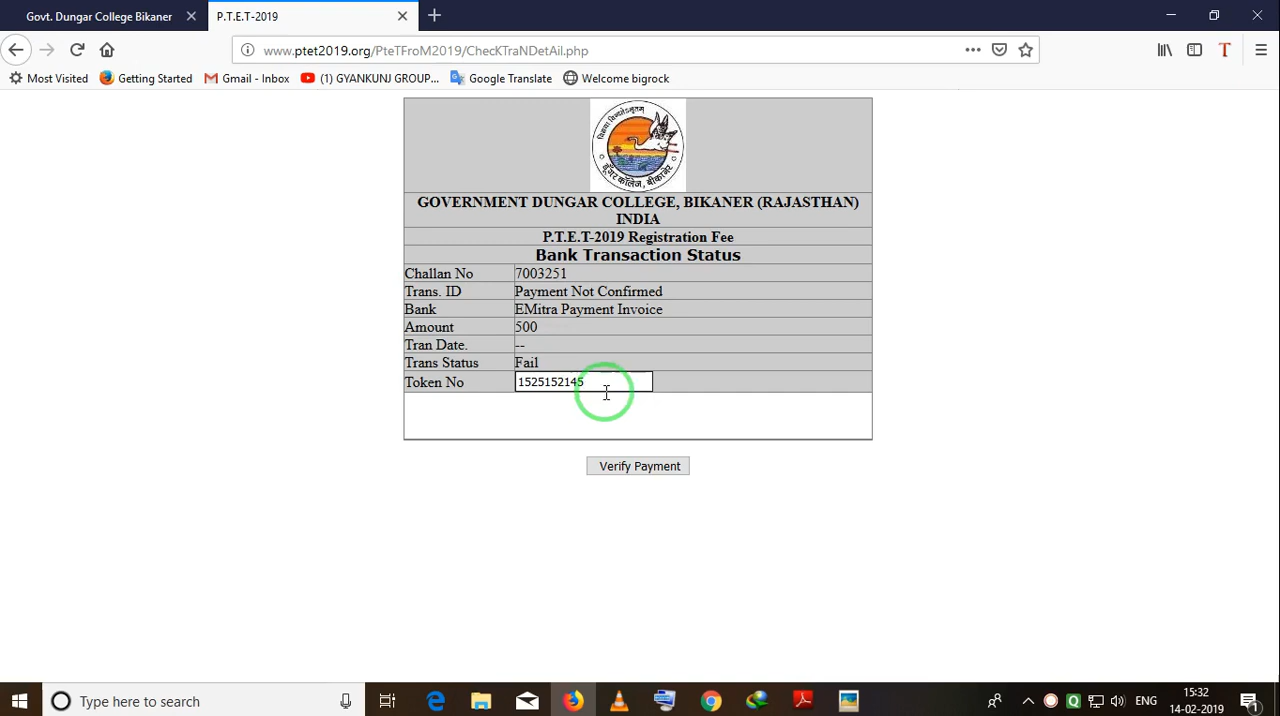 Govt. Dungar College Bikaner
P.T.E.T-2019
www.ptet2019.org/PteTFroM2019/ChecKTraNDetAil.php
Most Visited Getting Started Gmail - Inbox (1) GYANKUNJ GROUP... Google Translate Welcome bigrock
डूँगर कॉलेज, बीकानेर
GOVERNMENT DUNGAR COLLEGE, BIKANER (RAJASTHAN)
INDIA
P.T.E.T-2019 Registration Fee
Bank Transaction Status
Challan No 7003251
Trans. ID Payment Not Confirmed
Bank EMitra Payment Invoice
Amount 500
Tran Date. --
Trans Status Fail
Token No 1525152145
Verify Payment
Type here to search
ENG
15:32
14-02-2019
1